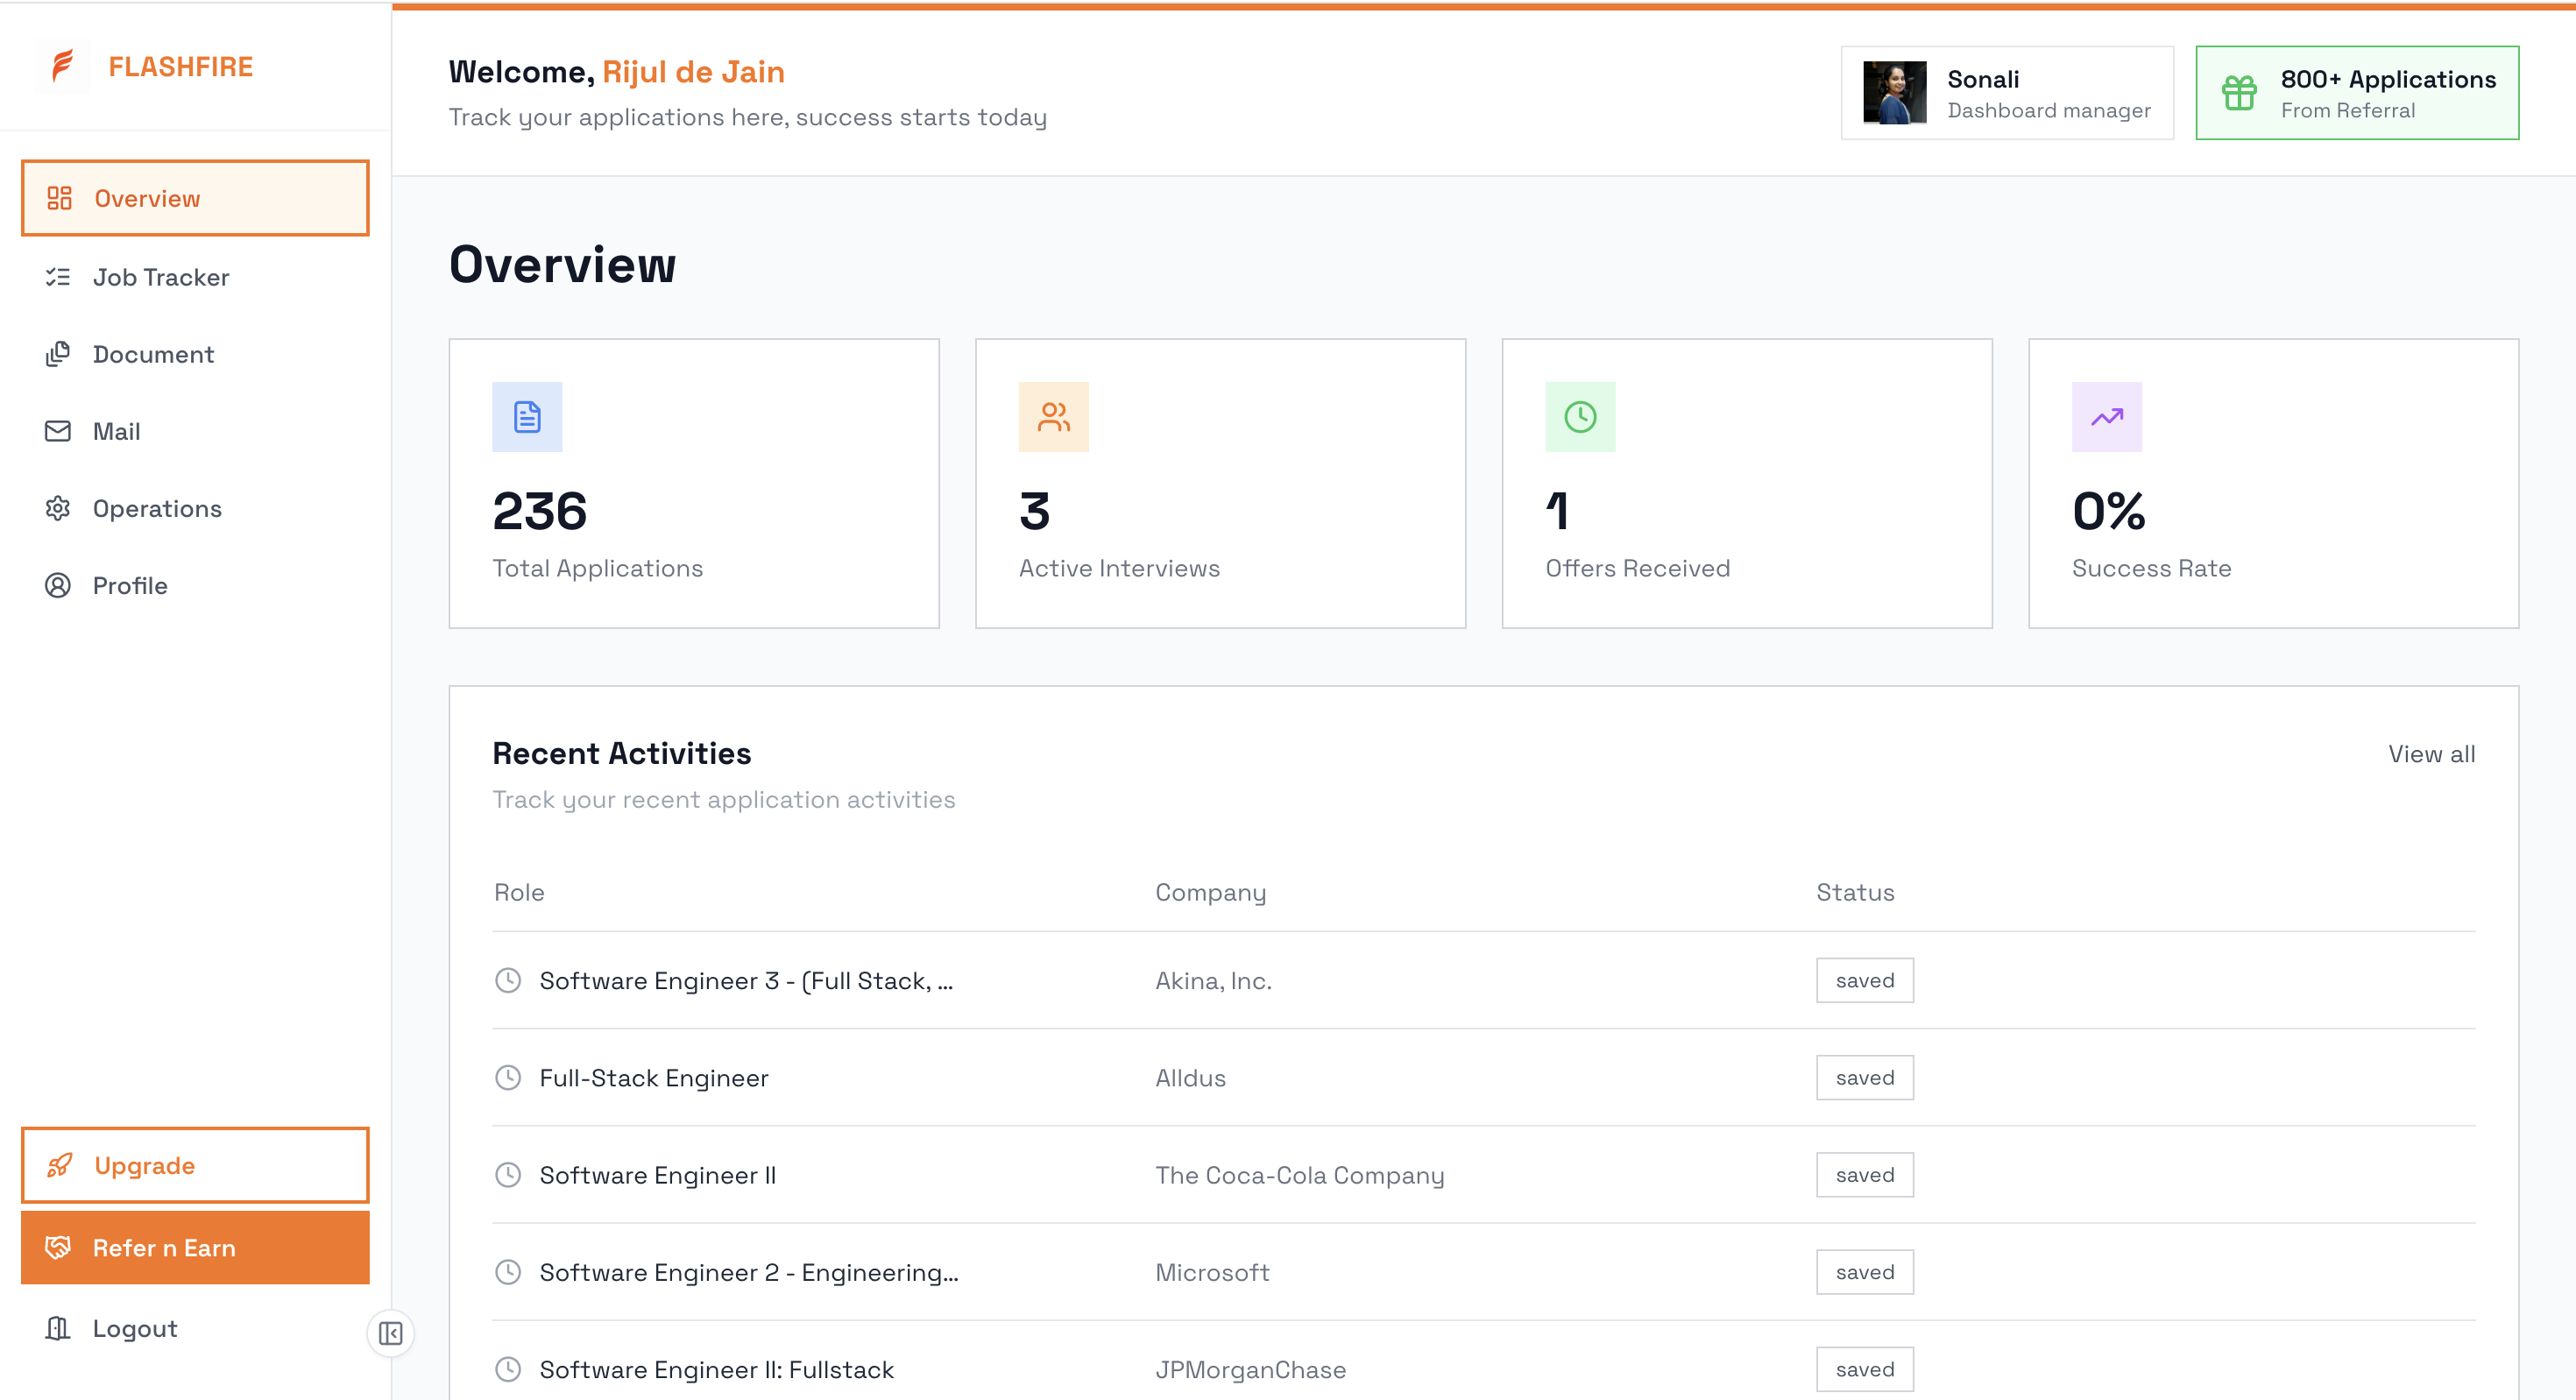 FLASHFIRE
Overview
Job Tracker
Document
Mail
Operations
Profile
Upgrade
Refer n Earn
Logout
Welcome, Rijul de Jain
Track your applications here, success starts today
Sonali
Dashboard manager
800+ Applications
From Referral
Overview
236
Total Applications
3
Active Interviews
1
Offers Received
0%
Success Rate
Recent Activities
View all
Track your recent application activities
Role Company Status
Software Engineer 3 - (Full Stack, ... Akina, Inc. saved
Full-Stack Engineer Alldus saved
Software Engineer II The Coca-Cola Company saved
Software Engineer 2 - Engineering... Microsoft saved
Software Engineer II: Fullstack JPMorganChase saved